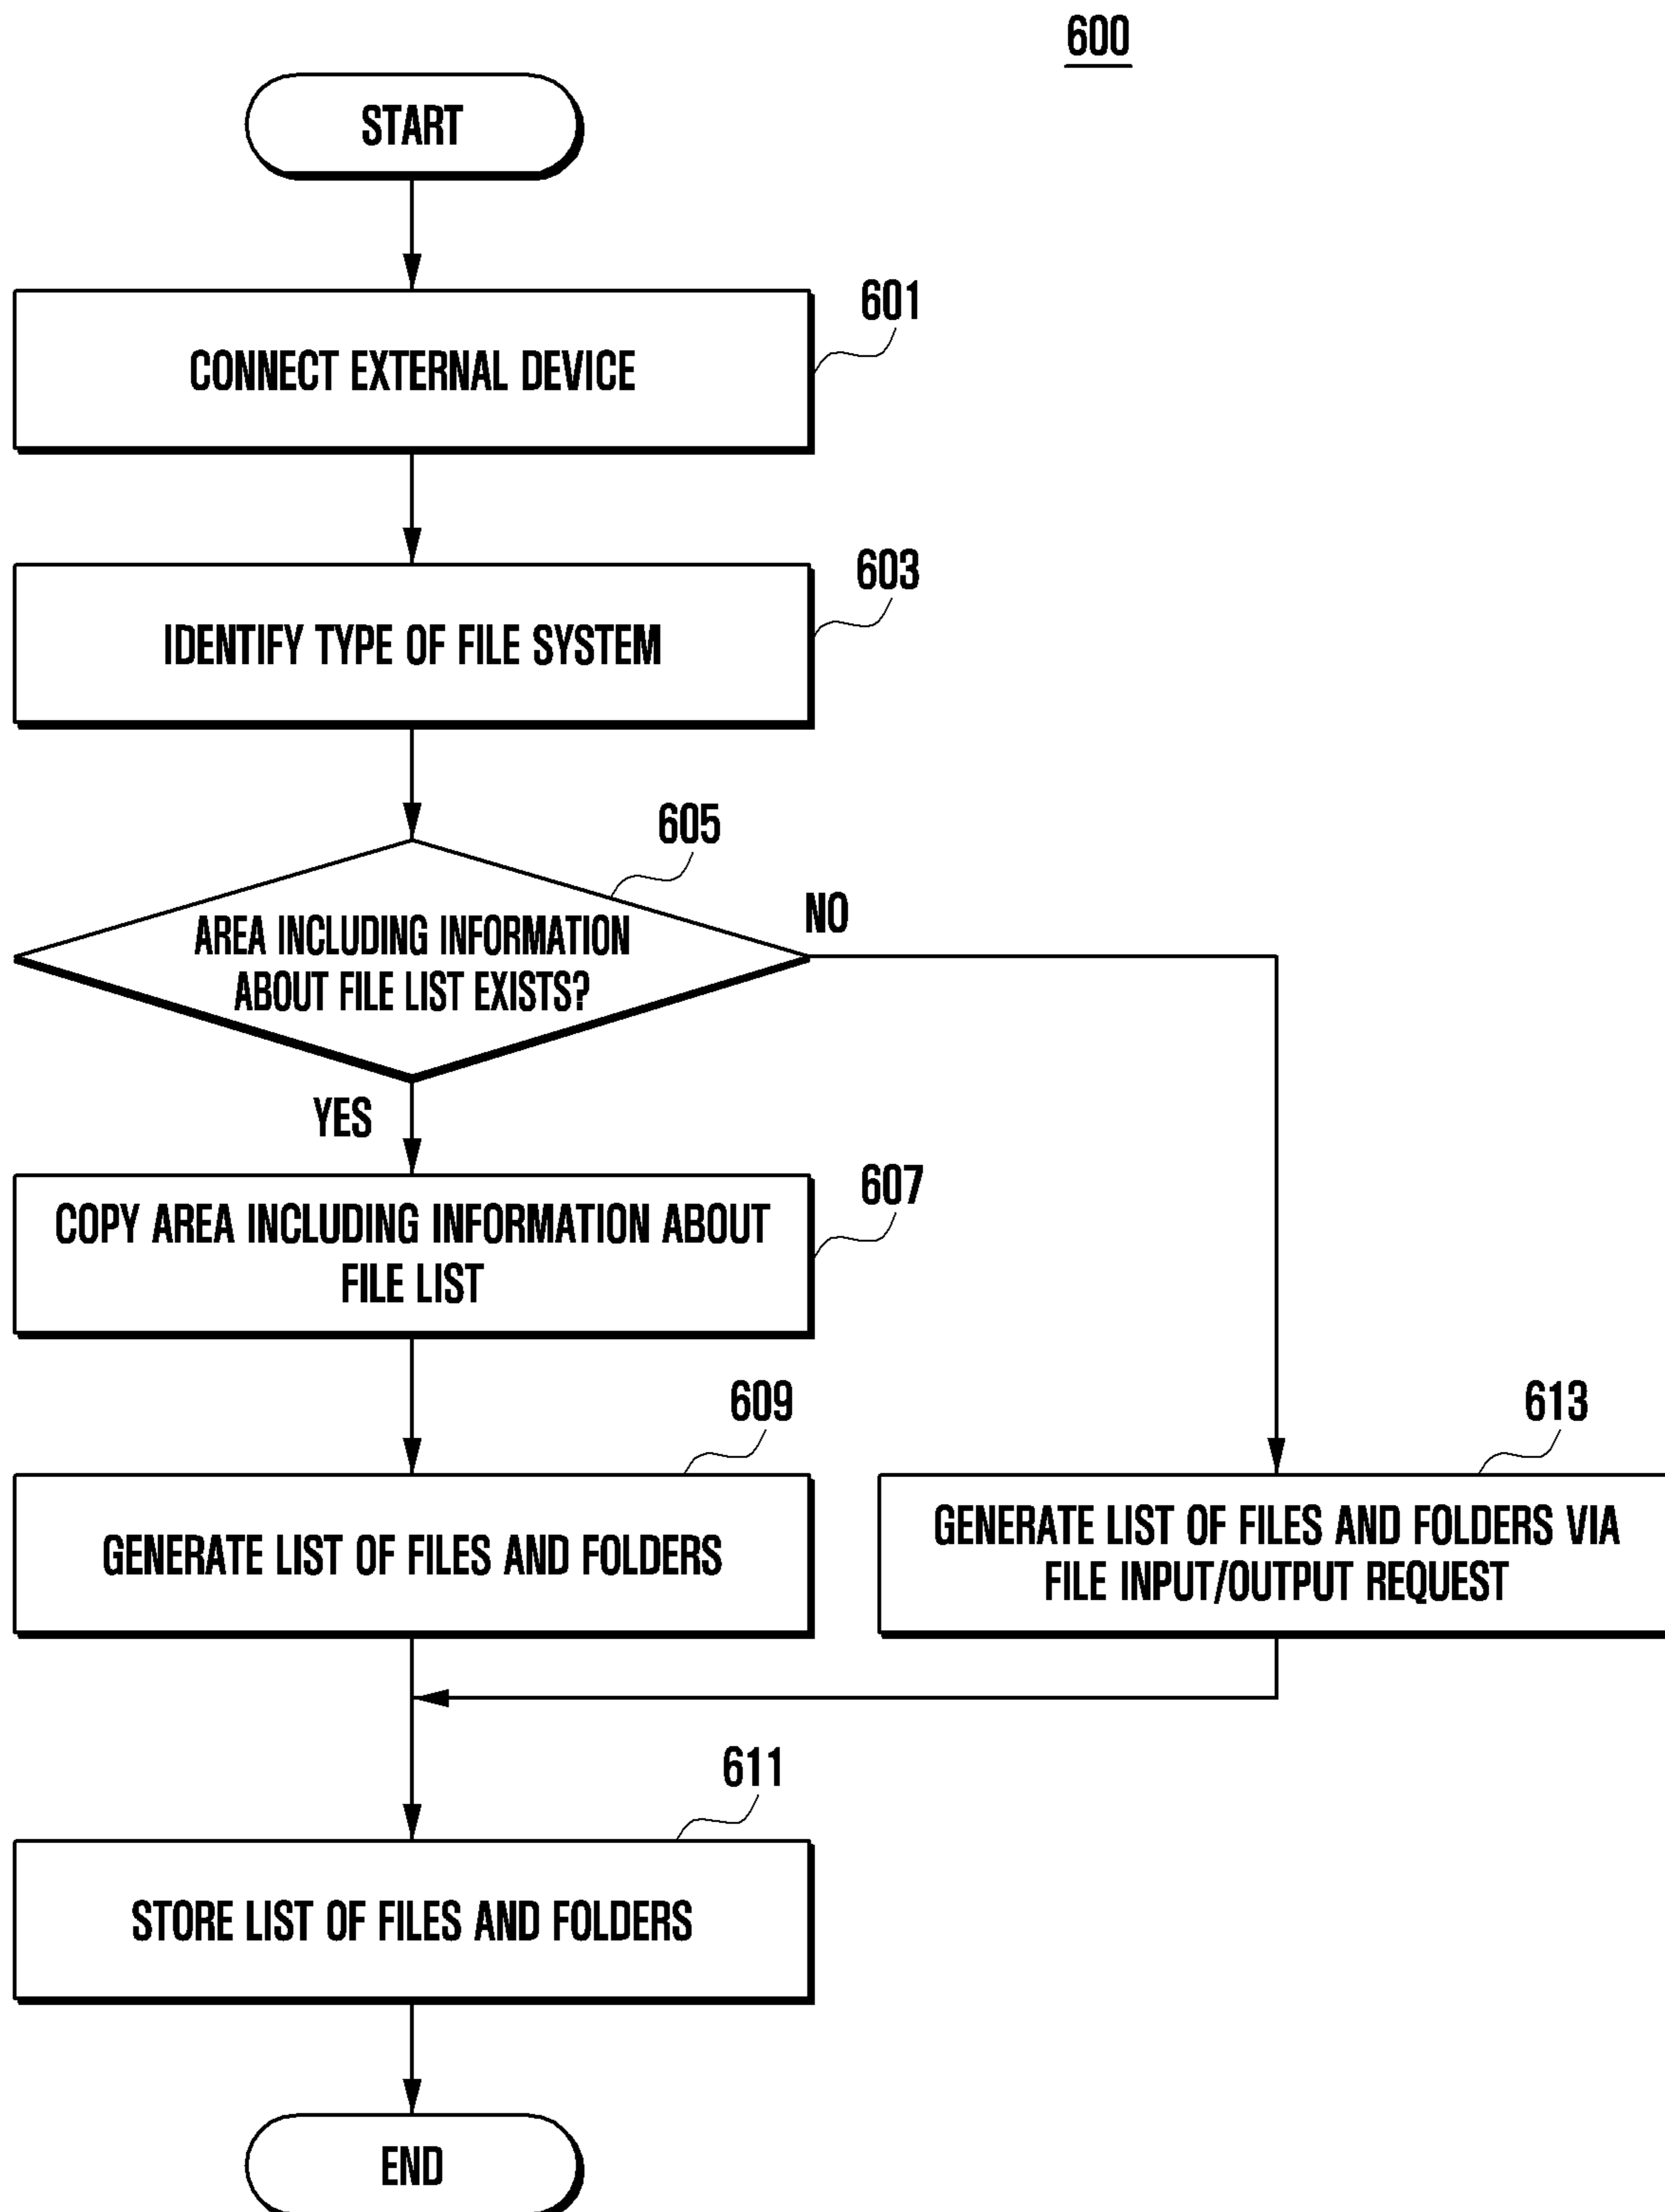 600
START
601
CONNECT EXTERNAL DEVICE
603
IDENTIFY TYPE OF FILE SYSTEM
605
AREA INCLUDING INFORMATION
ABOUT FILE LIST EXISTS?
NO
YES
607
COPY AREA INCLUDING INFORMATION ABOUT
FILE LIST
609
GENERATE LIST OF FILES AND FOLDERS
613
GENERATE LIST OF FILES AND FOLDERS VIA
FILE INPUT/OUTPUT REQUEST
611
STORE LIST OF FILES AND FOLDERS
END